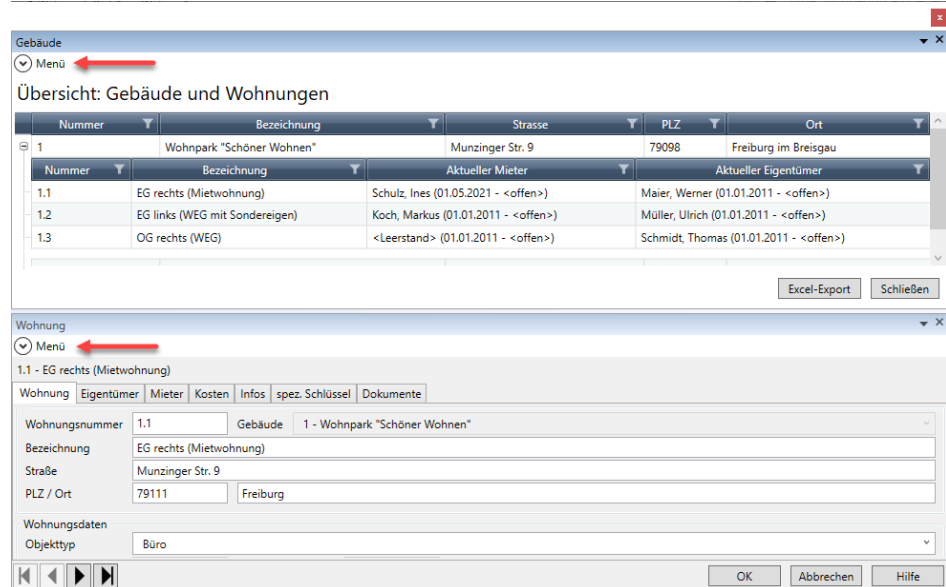 x
Gebäude
Menü
Übersicht: Gebäude und Wohnungen
Nummer Bezeichnung Strasse PLZ Ort
1 Wohnpark "Schöner Wohnen" Munzinger Str. 9 79098 Freiburg im Breisgau
Nummer Bezeichnung Aktueller Mieter Aktueller Eigentümer
1.1 EG rechts (Mietwohnung) Schulz, Ines (01.05.2021 - <offen>) Maier, Werner (01.01.2011 - <offen>)
1.2 EG links (WEG mit Sondereigen) Koch, Markus (01.01.2011 - <offen>) Müller, Ulrich (01.01.2011 - <offen>)
1.3 OG rechts (WEG) <Leerstand> (01.01.2011 - <offen>) Schmidt, Thomas (01.01.2011 - <offen>)
Excel-Export Schließen
Wohnung
Menü
1.1 - EG rechts (Mietwohnung)
Wohnung Eigentümer Mieter Kosten Infos spez. Schlüssel Dokumente
Wohnungsnummer 1.1 Gebäude 1 - Wohnpark "Schöner Wohnen"
Bezeichnung EG rechts (Mietwohnung)
Straße Munzinger Str. 9
PLZ / Ort 79111 Freiburg
Wohnungsdaten
Objekttyp Büro
OK Abbrechen Hilfe